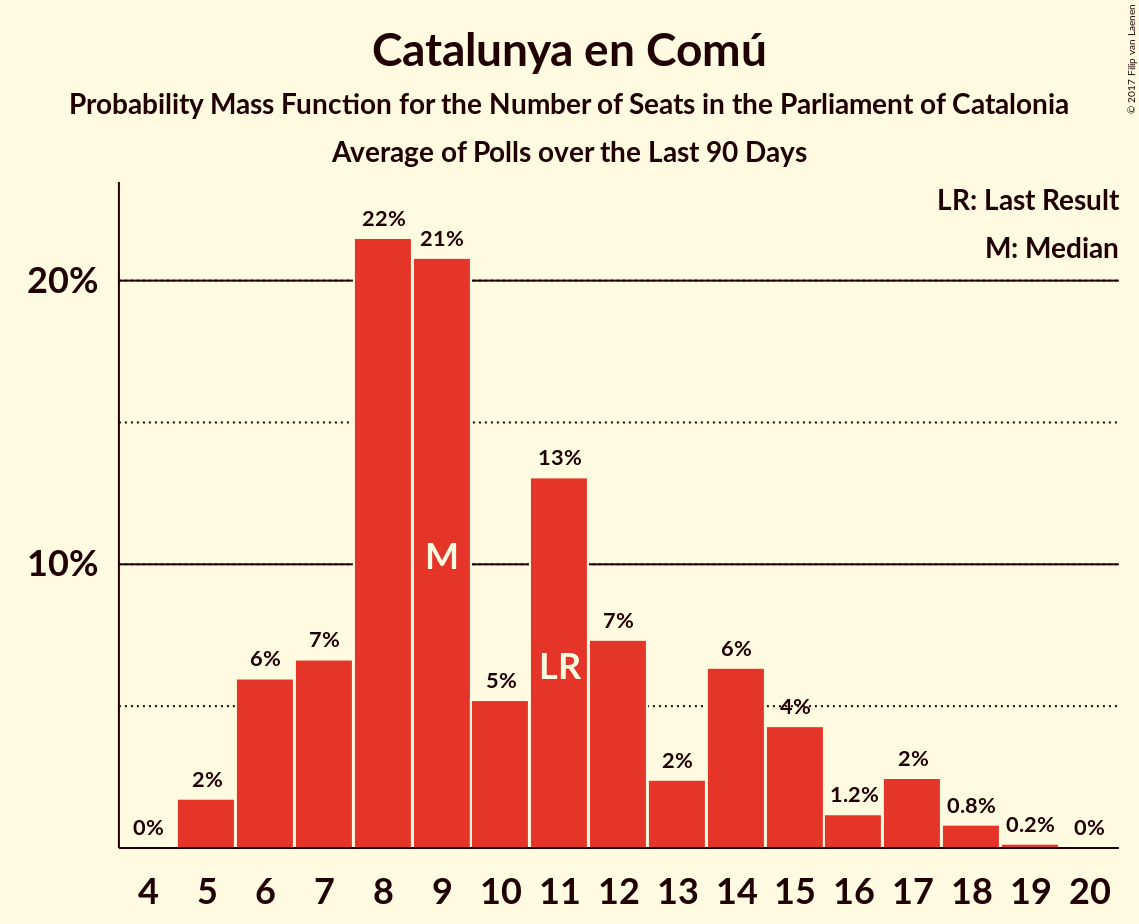 Catalunya en Comú
Probability Mass Function for the Number of Seats in the Parliament of Catalonia
Average of Polls over the Last 90 Days
© 2017 Filip van Laenen
LR: Last Result
M: Median
20%
10%
0%
2%
6%
7%
22%
21%
5%
13%
7%
2%
6%
4%
1.2%
2%
0.8%
0.2%
0%
M
LR
4 5 6 7 8 9 10 11 12 13 14 15 16 17 18 19 20